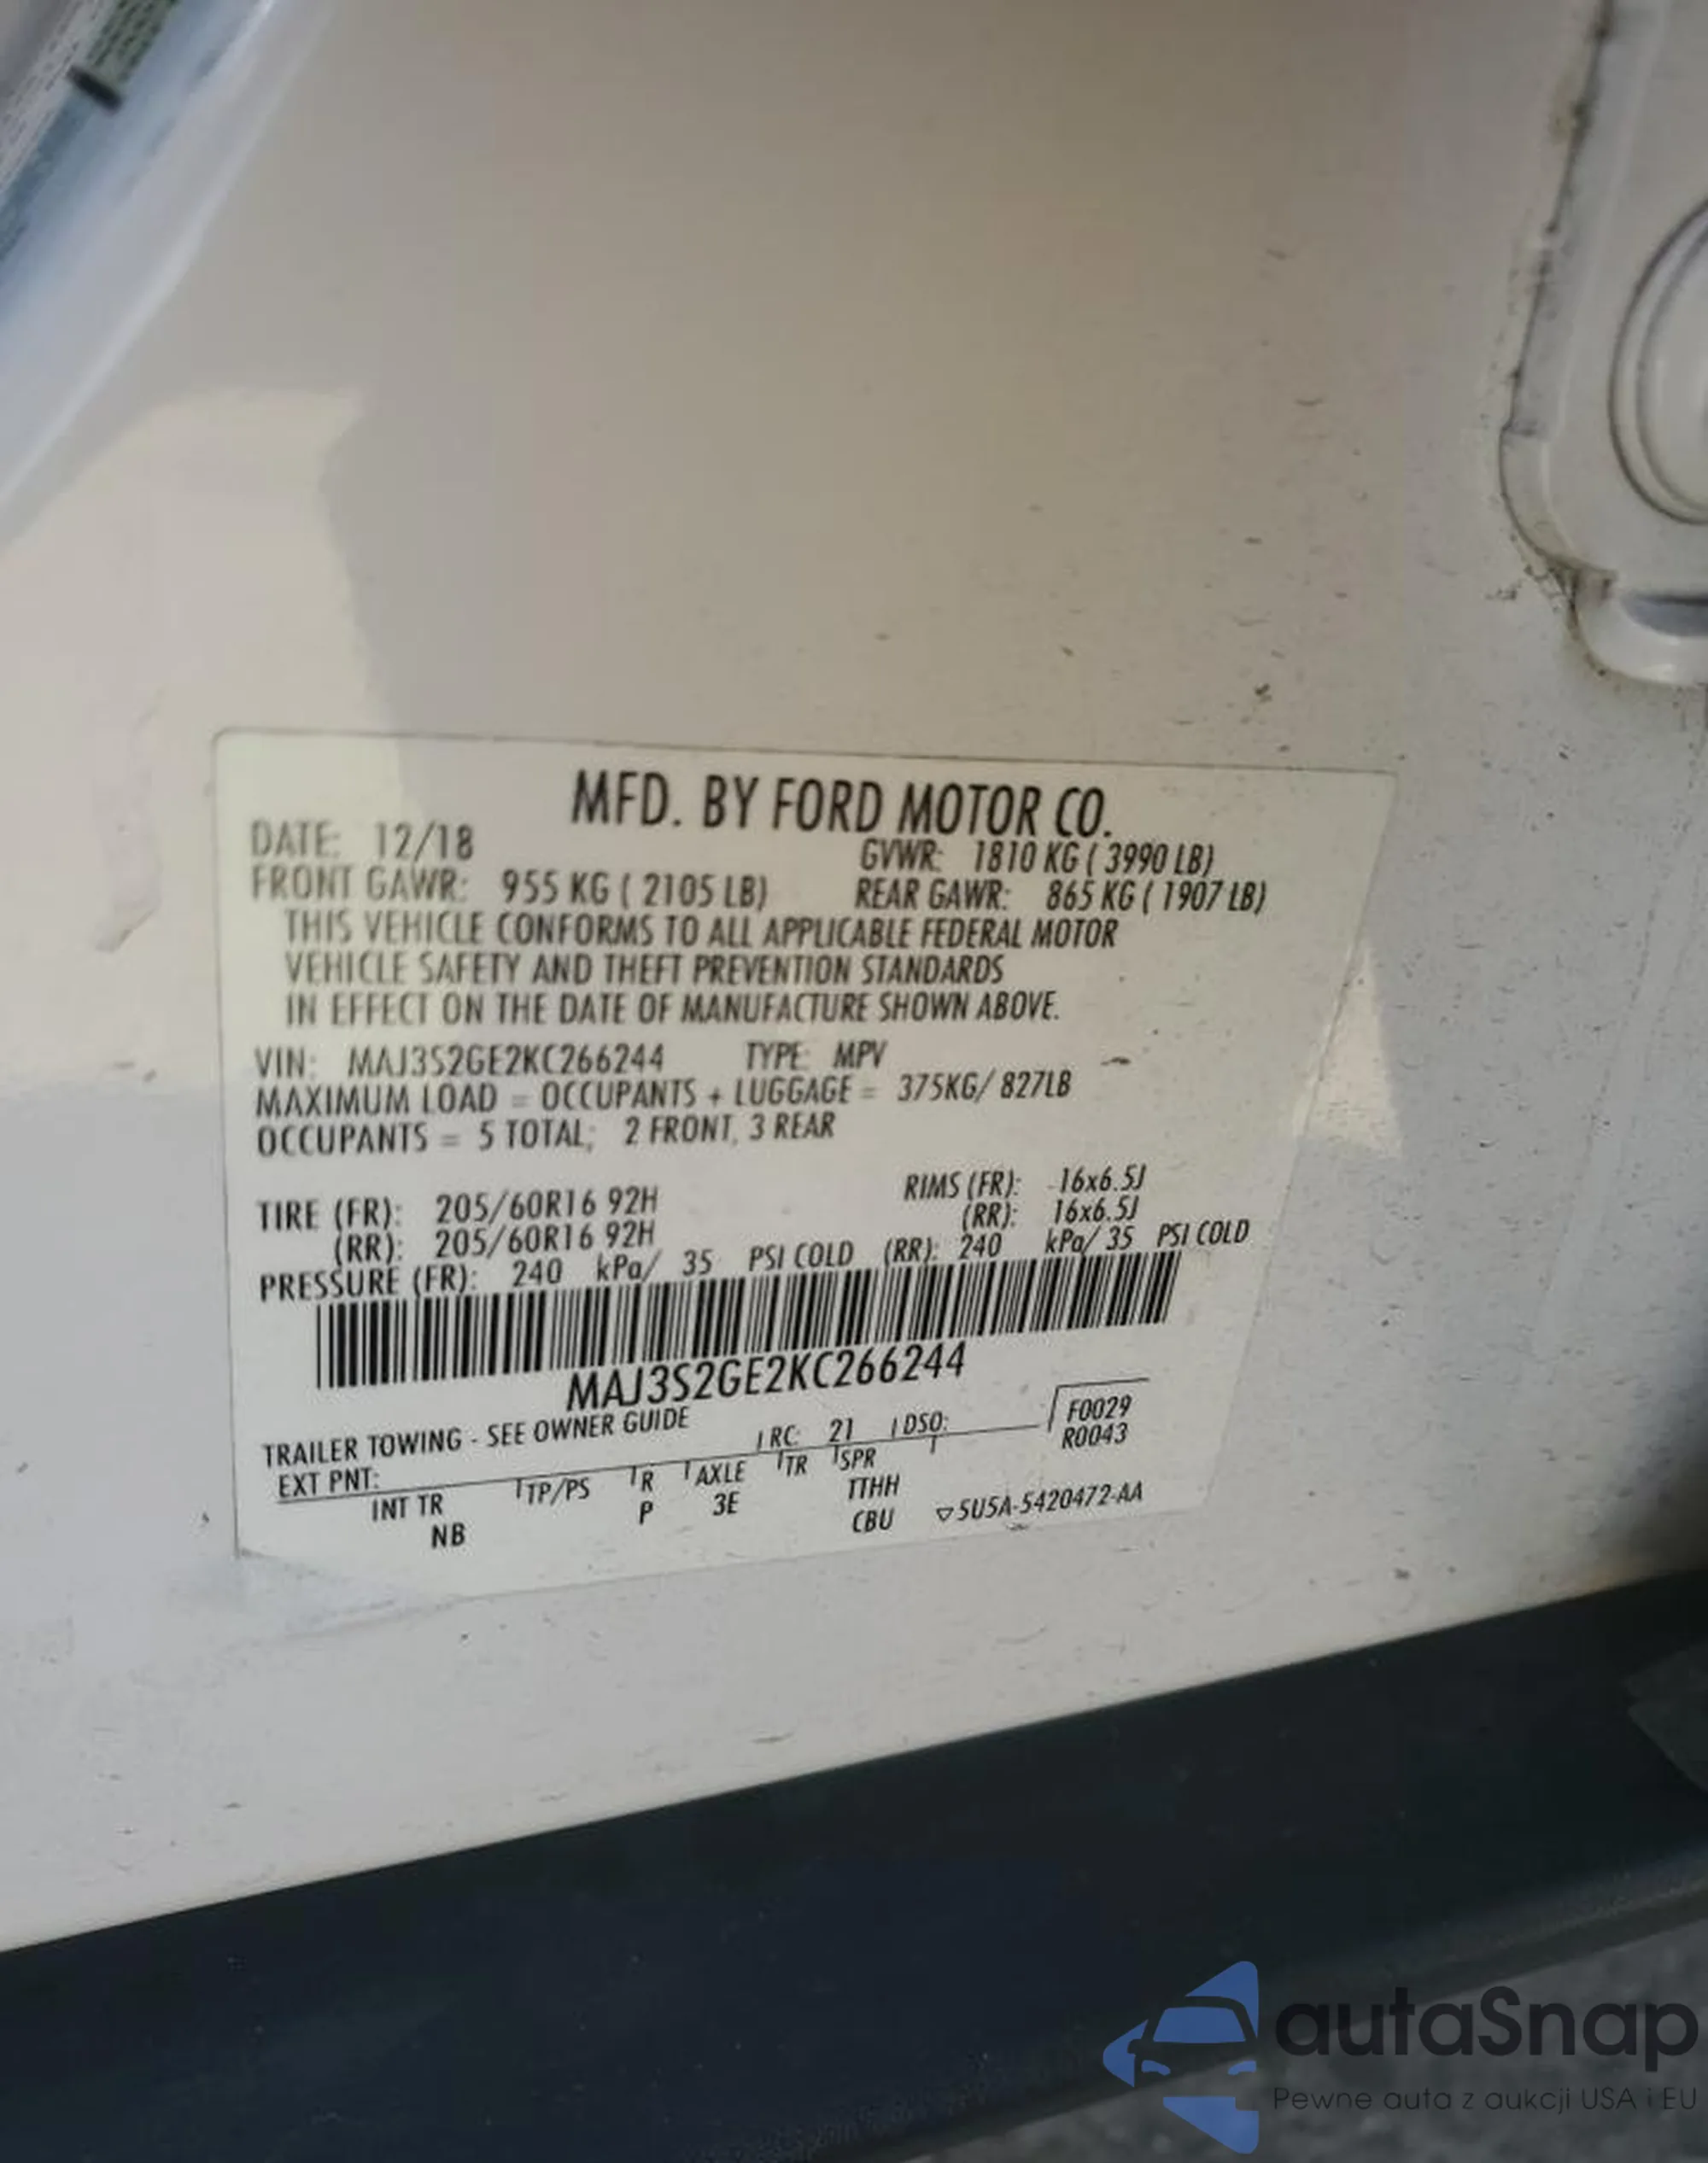 MFD. BY FORD MOTOR CO.
DATE: 12/18 GVWR: 1810 KG ( 3990 LB)
FRONT GAWR: 955 KG ( 2105 LB) REAR GAWR: 865 KG ( 1907 LB)
THIS VEHICLE CONFORMS TO ALL APPLICABLE FEDERAL MOTOR
VEHICLE SAFETY AND THEFT PREVENTION STANDARDS
IN EFFECT ON THE DATE OF MANUFACTURE SHOWN ABOVE.
VIN: MAJ3S2GE2KC266244 TYPE: MPV
MAXIMUM LOAD = OCCUPANTS + LUGGAGE = 375KG/ 827LB
OCCUPANTS = 5 TOTAL; 2 FRONT, 3 REAR
TIRE (FR): 205/60R16 92H RIMS (FR): 16x6.5J
(RR): 205/60R16 92H (RR): 16x6.5J
PRESSURE (FR): 240 kPa/ 35 PSI COLD (RR): 240 kPa/ 35 PSI COLD
MAJ3S2GE2KC266244
TRAILER TOWING - SEE OWNER GUIDE
F0029
R0043
EXT PNT: RC: 21 DSO:
INT TR TP/PS R AXLE TR SPR
NB P 3E TTHH
CBU ▽5U5A-5420472-AA
autaSnap
Pewne auta z aukcji USA i EU